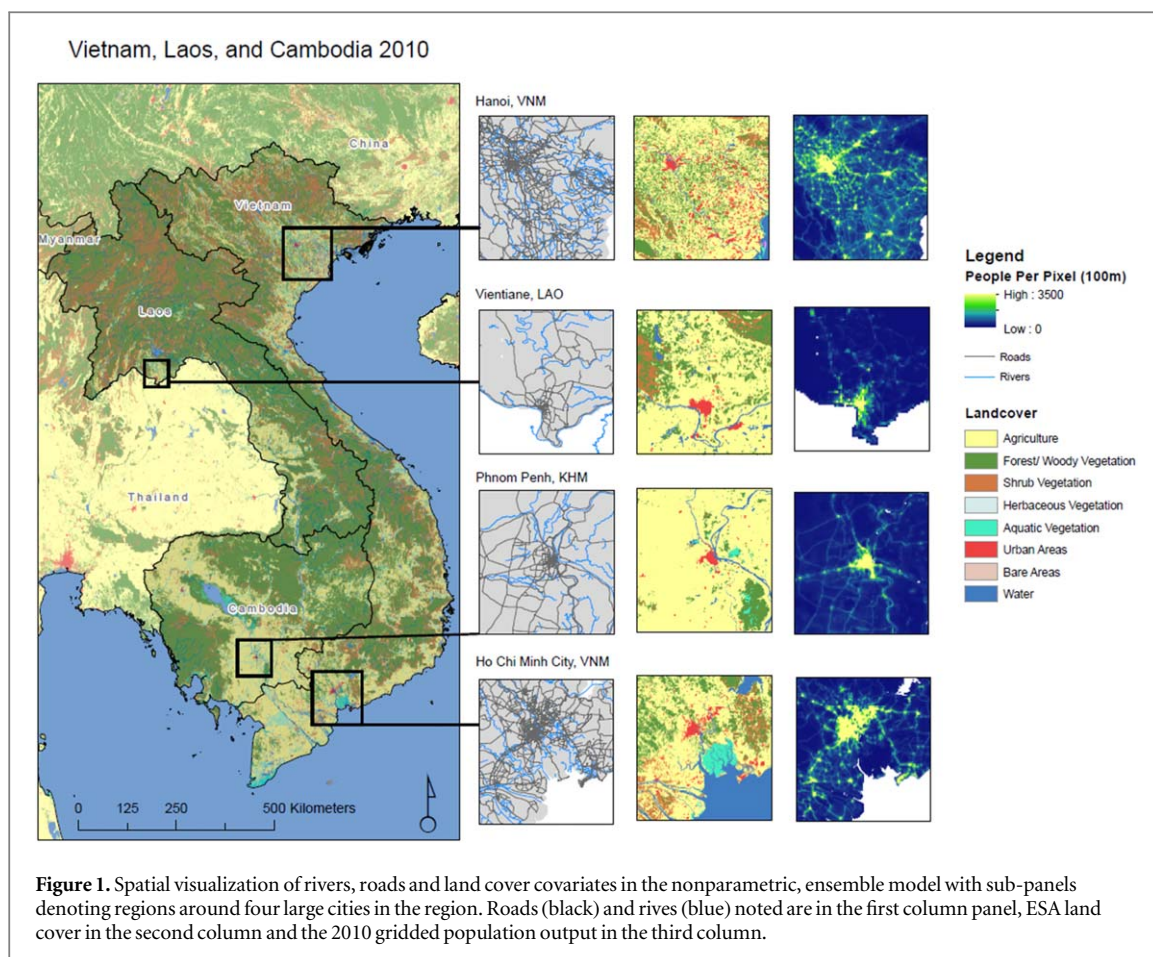 Vietnam, Laos, and Cambodia 2010
China
Vietnam
Myanmar
Laos
Thailand
Cambodia
0 125 250 500 Kilometers
Hanoi, VNM
Vientiane, LAO
Phnom Penh, KHM
Ho Chi Minh City, VNM
Legend
People Per Pixel (100m)
High : 3500
Low : 0
Roads
Rivers
Landcover
Agriculture
Forest/ Woody Vegetation
Shrub Vegetation
Herbaceous Vegetation
Aquatic Vegetation
Urban Areas
Bare Areas
Water
Figure 1. Spatial visualization of rivers, roads and land cover covariates in the nonparametric, ensemble model with sub-panels
denoting regions around four large cities in the region. Roads (black) and rives (blue) noted are in the first column panel, ESA land
cover in the second column and the 2010 gridded population output in the third column.